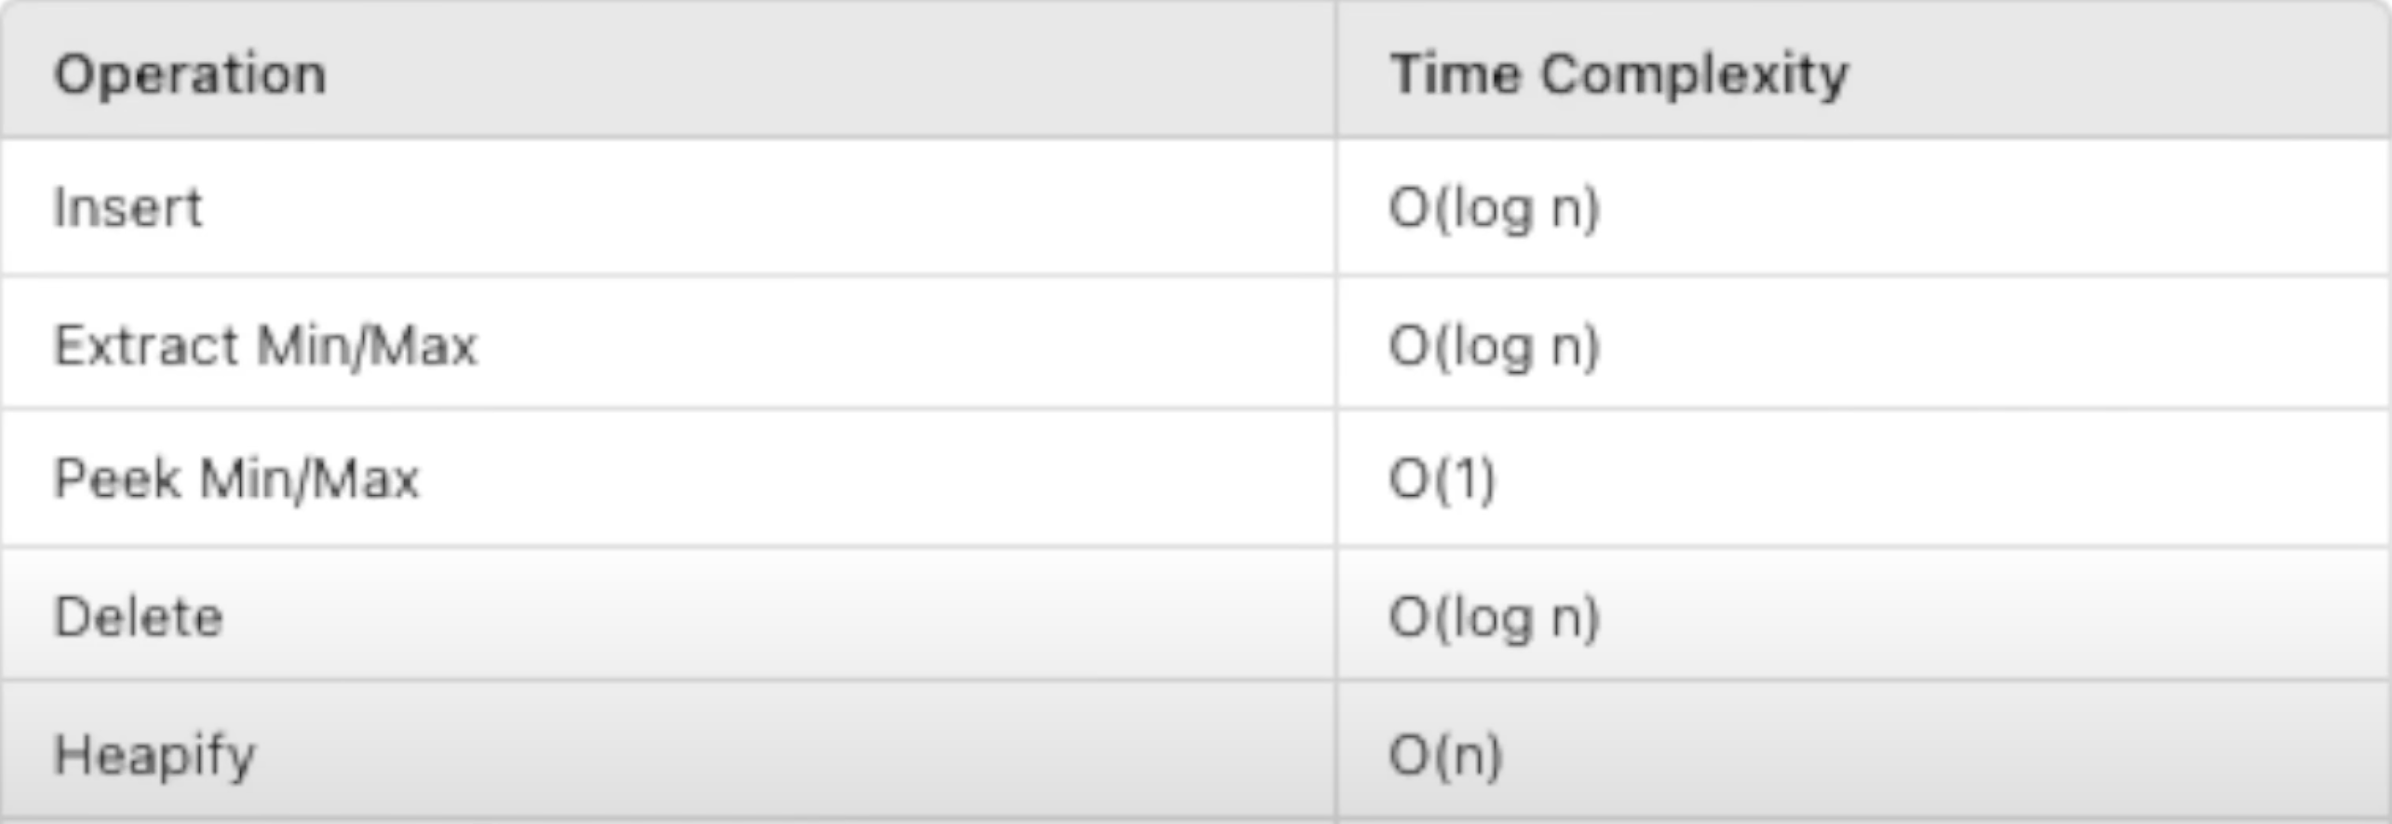 Operation Time Complexity
Insert O(log n)
Extract Min/Max O(log n)
Peek Min/Max O(1)
Delete O(log n)
Heapify O(n)